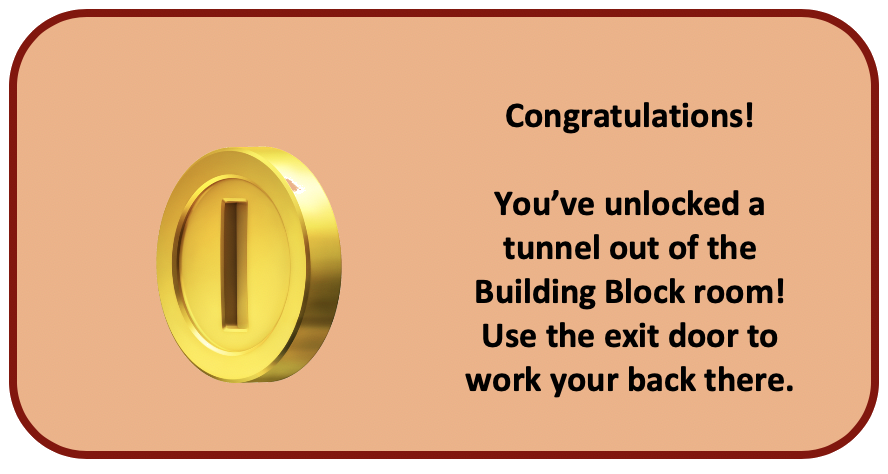 Congratulations!
You’ve unlocked a
tunnel out of the
Building Block room!
Use the exit door to
work your back there.